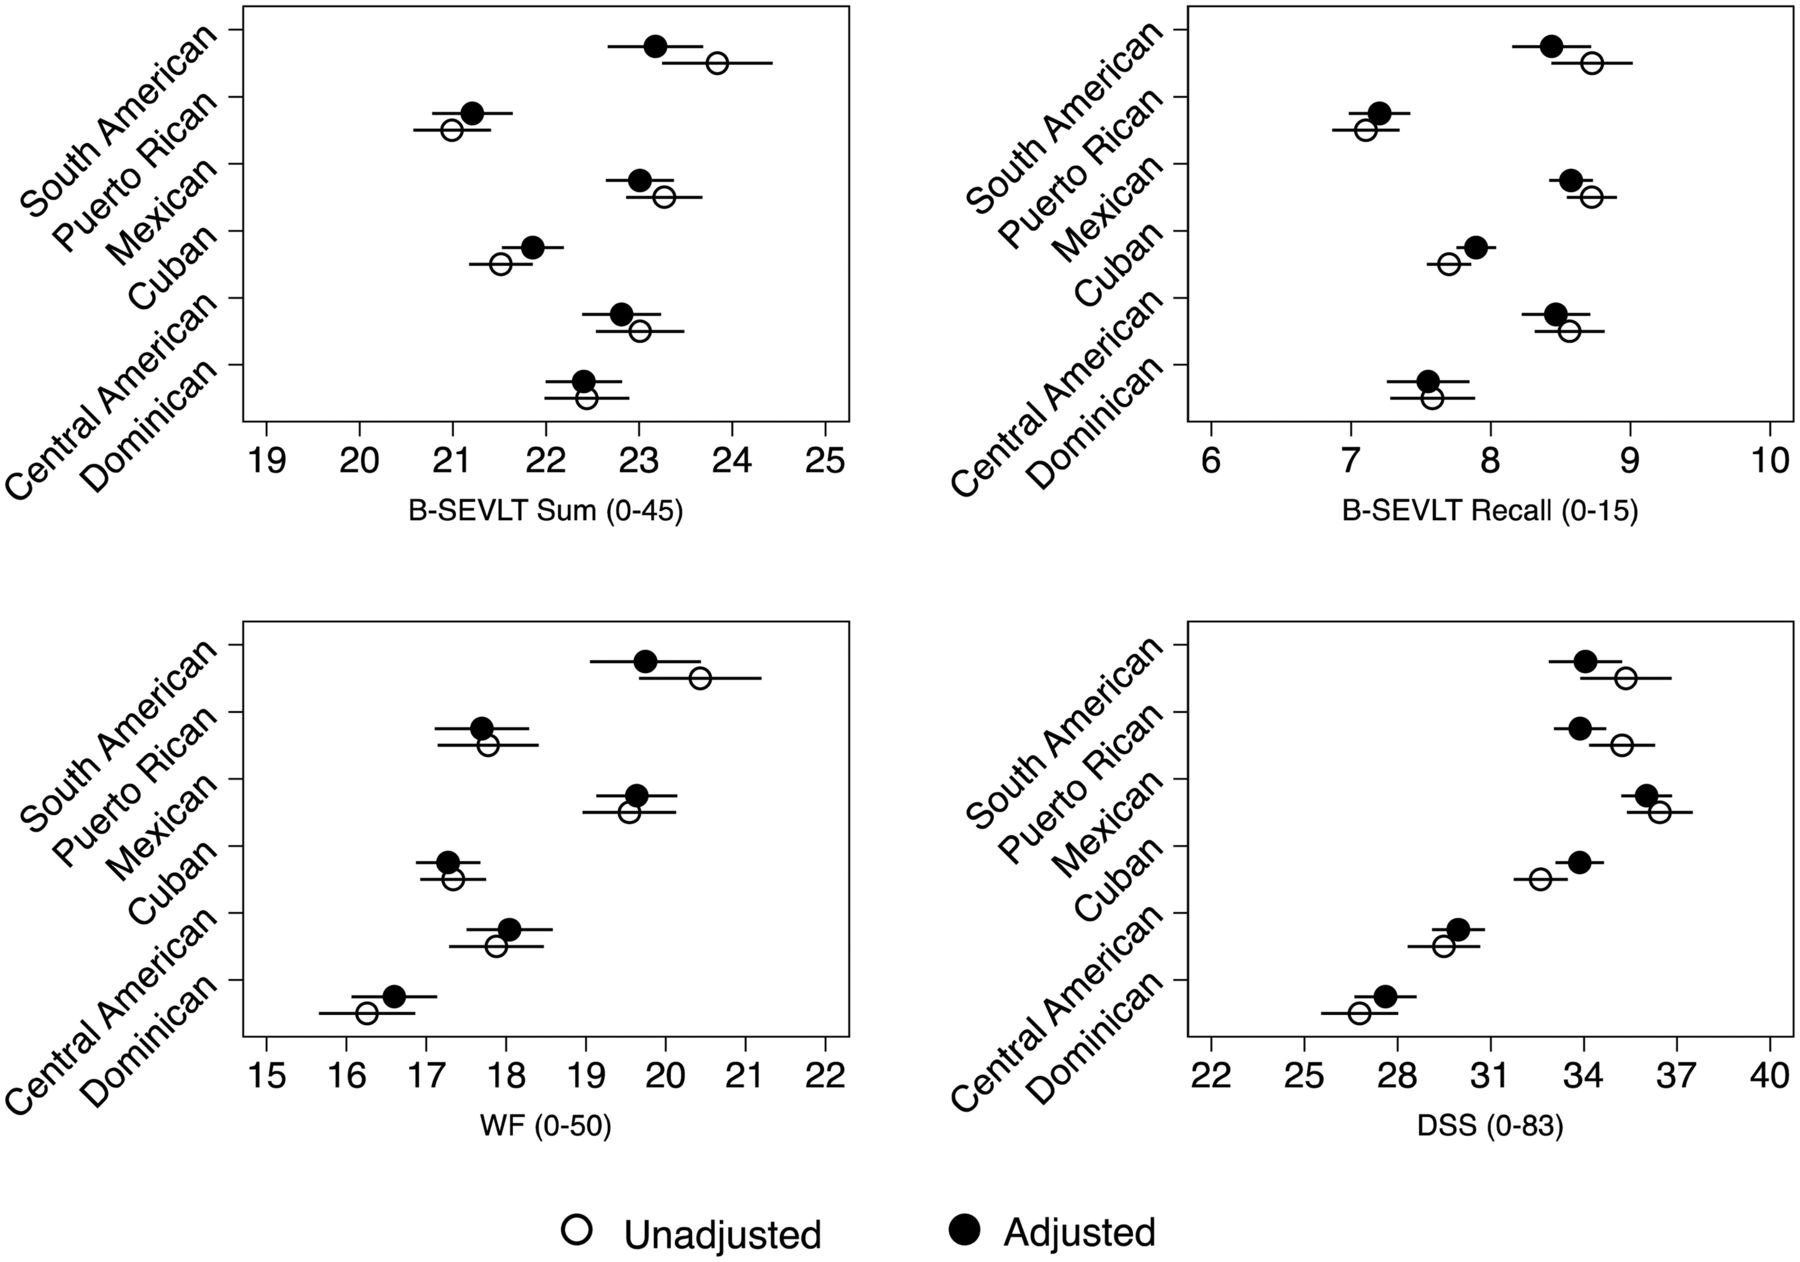 South American
Puerto Rican
Mexican
Cuban
Central American
Dominican
19 20 21 22 23 24 25
B-SEVLT Sum (0-45)
South American
Puerto Rican
Mexican
Cuban
Central American
Dominican
6 7 8 9 10
B-SEVLT Recall (0-15)
South American
Puerto Rican
Mexican
Cuban
Central American
Dominican
15 16 17 18 19 20 21 22
WF (0-50)
South American
Puerto Rican
Mexican
Cuban
Central American
Dominican
22 25 28 31 34 37 40
DSS (0-83)
Unadjusted Adjusted